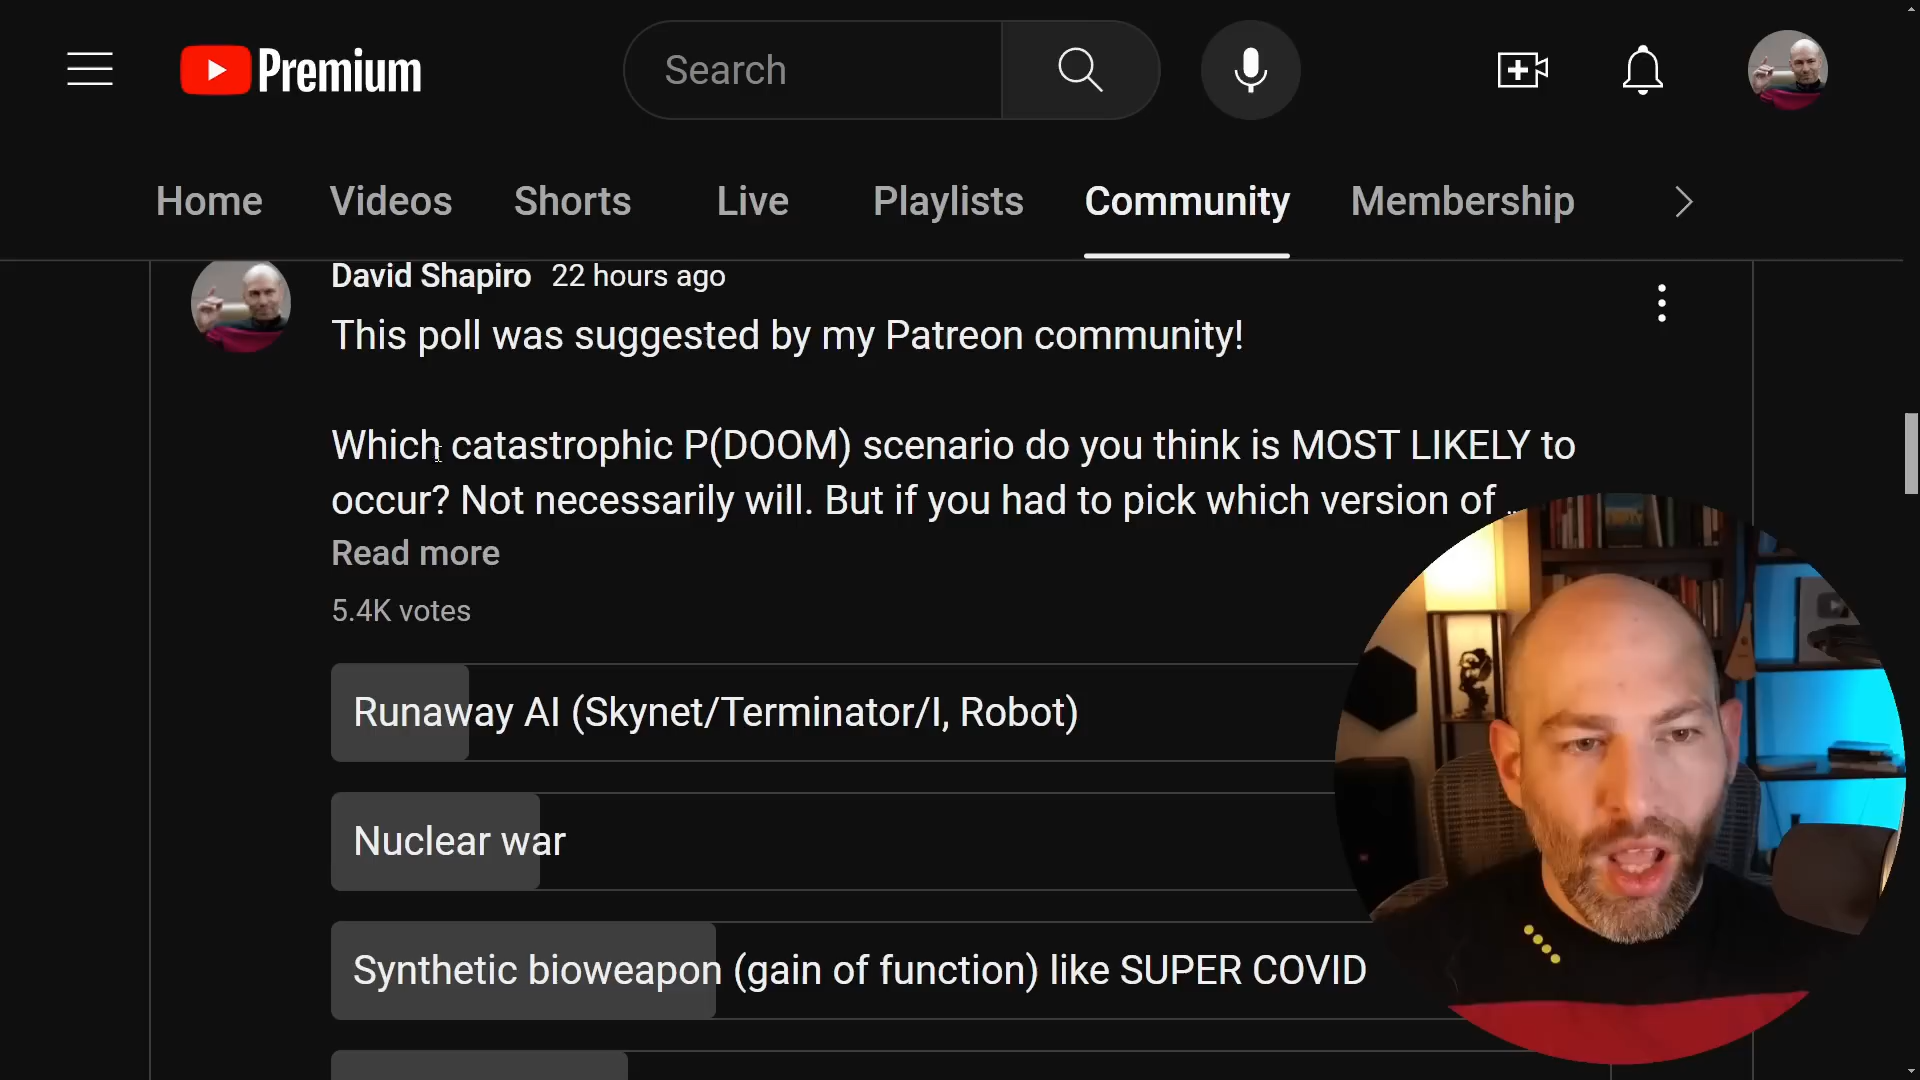 Premium
Search
Home Videos Shorts Live Playlists Community Membership
David Shapiro 22 hours ago
This poll was suggested by my Patreon community!
Which catastrophic P(DOOM) scenario do you think is MOST LIKELY to
occur? Not necessarily will. But if you had to pick which version of ..
Read more
5.4K votes
Runaway AI (Skynet/Terminator/I, Robot)
Nuclear war
Synthetic bioweapon (gain of function) like SUPER COVID